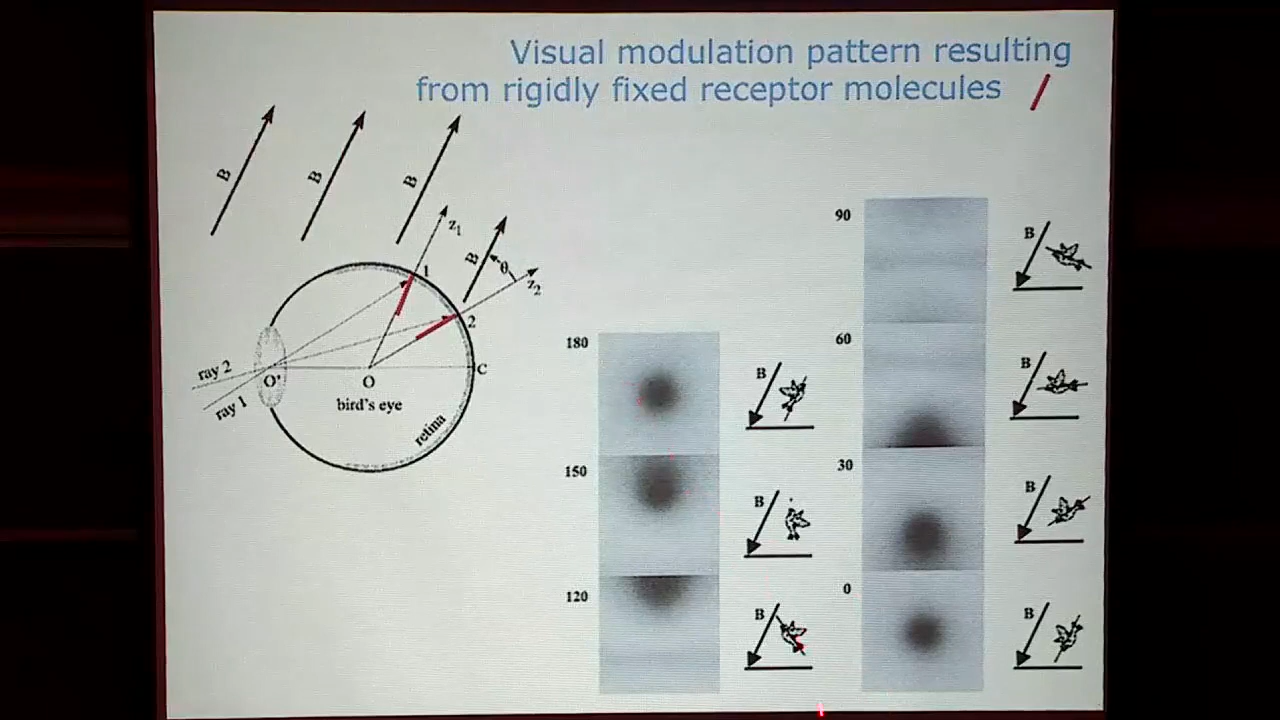 Visual modulation pattern resulting
from rigidly fixed receptor molecules
B
B
B
B
z1
θ
z2
1
2
C
ray 2
ray 1
O'
O
bird's eye
retina
180
150
120
B
B
B
90
60
30
0
B
B
B
B